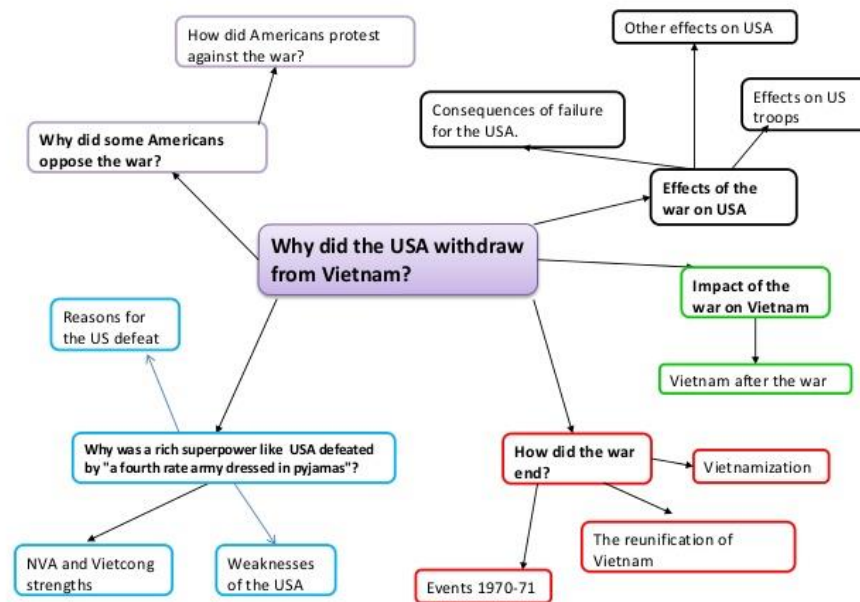 How did Americans protest
against the war?
Other effects on USA
Consequences of failure
for the USA.
Effects on US
troops
Why did some Americans
oppose the war?
Effects of the
war on USA
Why did the USA withdraw
from Vietnam?
Impact of the
war on Vietnam
Reasons for
the US defeat
Vietnam after the war
Why was a rich superpower like USA defeated
by "a fourth rate army dressed in pyjamas"?
How did the war
end?
Vietnamization
NVA and Vietcong
strengths
Weaknesses
of the USA
The reunification of
Vietnam
Events 1970-71